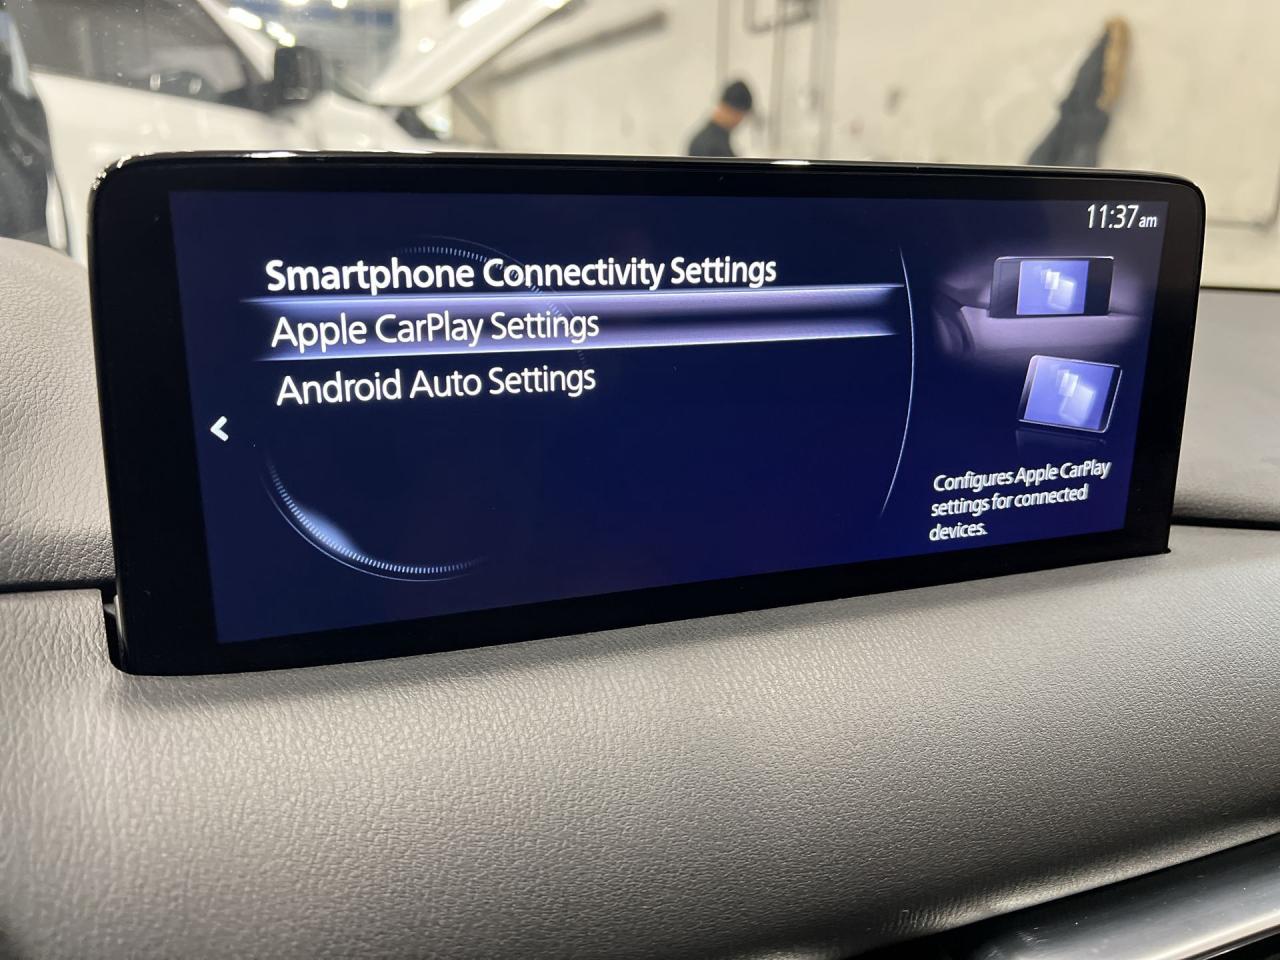 11:37 am
Smartphone Connectivity Settings
Apple CarPlay Settings
Android Auto Settings
Configures Apple CarPlay
settings for connected
devices.